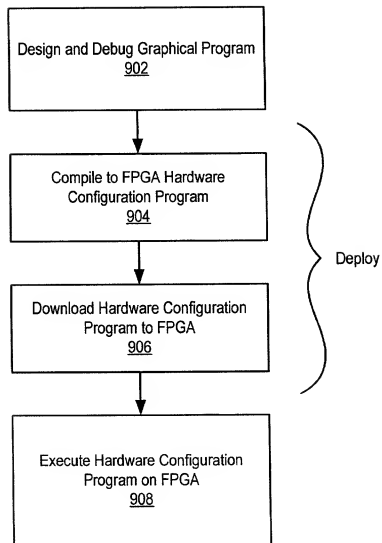 Design and Debug Graphical Program
902
Compile to FPGA Hardware
Configuration Program
904
Deploy
Download Hardware Configuration
Program to FPGA
906
Execute Hardware Configuration
Program on FPGA
908